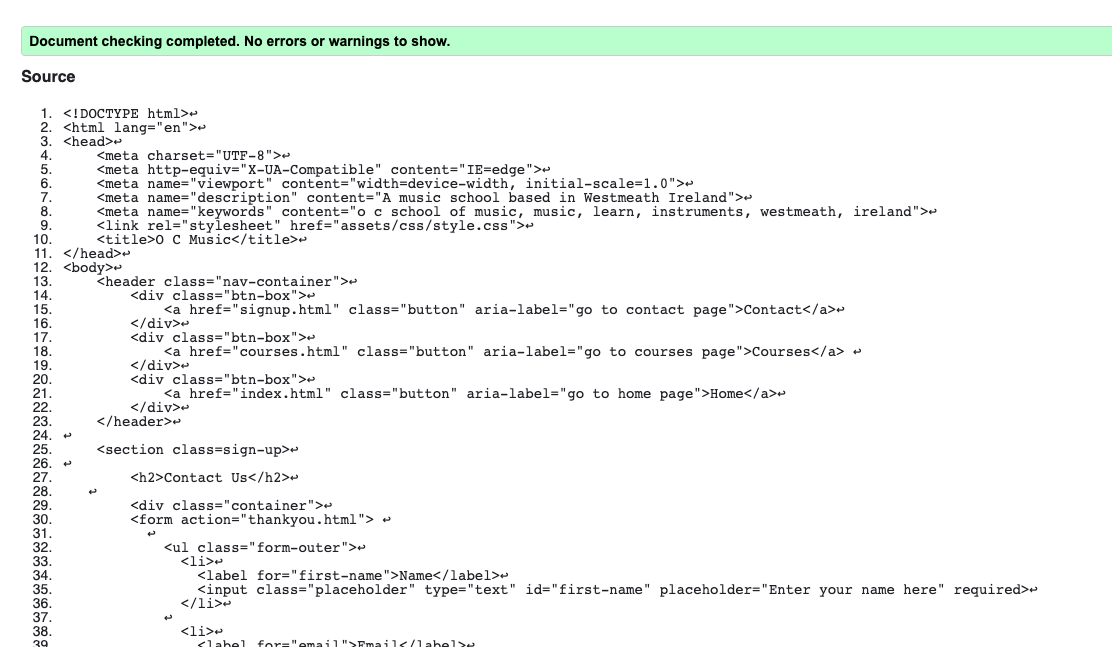 Document checking completed. No errors or warnings to show.
Source
1. <!DOCTYPE html>↩
2. <html lang="en">↩
3. <head>↩
4.     <meta charset="UTF-8">↩
5.     <meta http-equiv="X-UA-Compatible" content="IE=edge">↩
6.     <meta name="viewport" content="width=device-width, initial-scale=1.0">↩
7.     <meta name="description" content="A music school based in Westmeath Ireland">↩
8.     <meta name="keywords" content="o c school of music, music, learn, instruments, westmeath, ireland">↩
9.     <link rel="stylesheet" href="assets/css/style.css">↩
10.     <title>O C Music</title>↩
11. </head>↩
12. <body>↩
13.     <header class="nav-container">↩
14.         <div class="btn-box">↩
15.             <a href="signup.html" class="button" aria-label="go to contact page">Contact</a>↩
16.         </div>↩
17.         <div class="btn-box">↩
18.             <a href="courses.html" class="button" aria-label="go to courses page">Courses</a> ↩
19.         </div>↩
20.         <div class="btn-box">↩
21.             <a href="index.html" class="button" aria-label="go to home page">Home</a>↩
22.         </div>↩
23.     </header>↩
24. ↩
25.     <section class=sign-up>↩
26. ↩
27.         <h2>Contact Us</h2>↩
28.    ↩
29.         <div class="container">↩
30.         <form action="thankyou.html"> ↩
31.           ↩
32.             <ul class="form-outer">↩
33.               <li>↩
34.                 <label for="first-name">Name</label>↩
35.                 <input class="placeholder" type="text" id="first-name" placeholder="Enter your name here" required>↩
36.               </li>↩
37.             ↩
38.               <li>↩
39.                 <label for="email">Email</label>↩